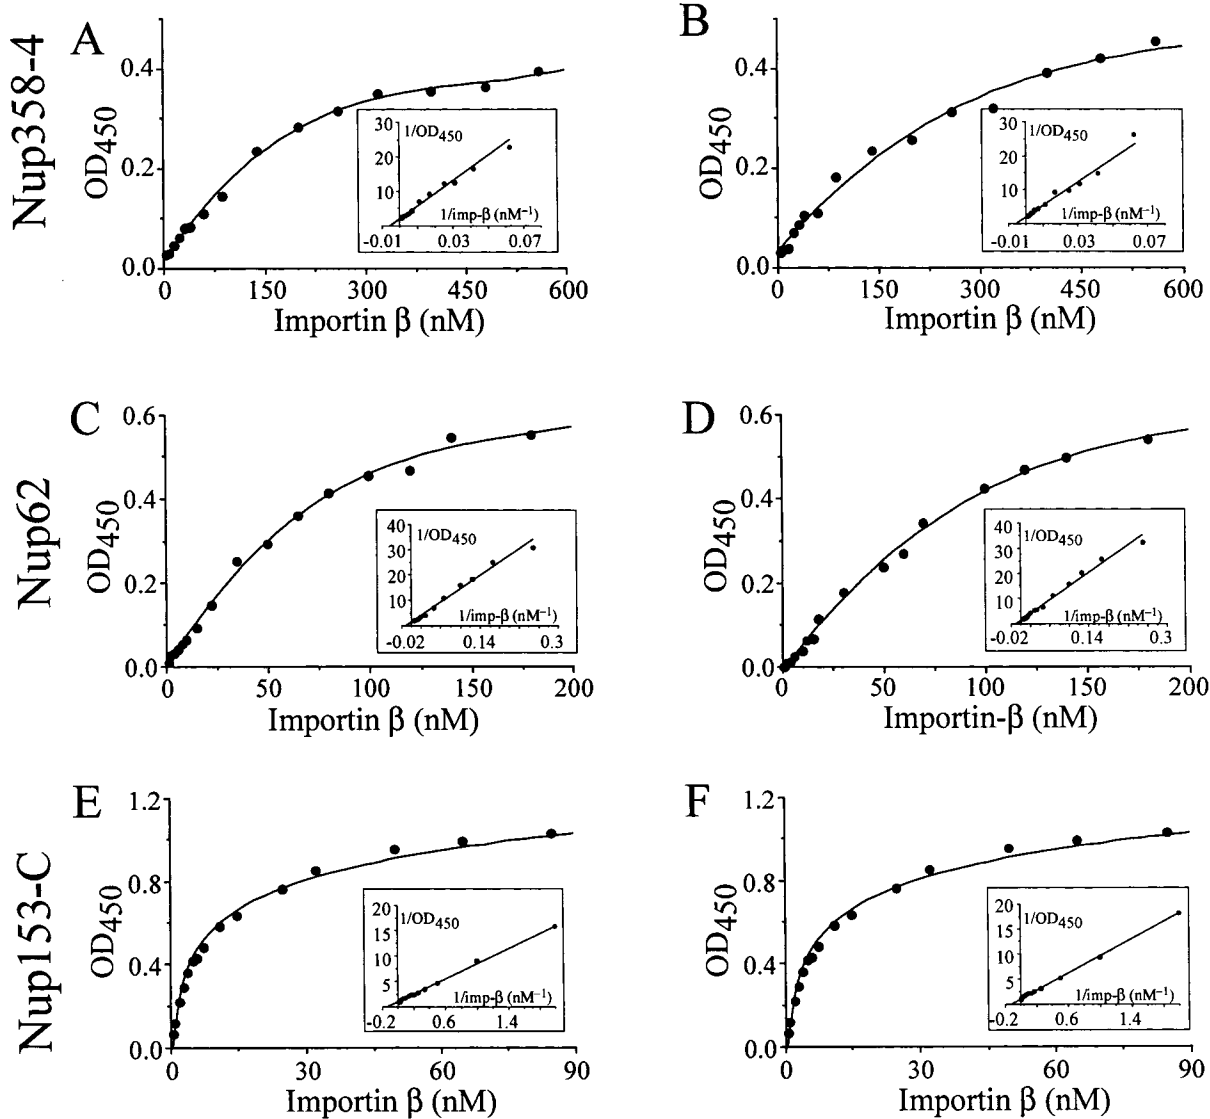 Nup358-4
A
OD450
0.4
0.2
0.0
0 150 300 450 600
Importin β (nM)
30
20
10
1/OD450
1/imp-β (nM⁻¹)
-0.01 0.03 0.07
B
OD450
0.4
0.2
0.0
0 150 300 450 600
Importin β (nM)
30
20
10
1/OD450
1/imp-β (nM⁻¹)
-0.01 0.03 0.07
Nup62
C
OD450
0.6
0.4
0.2
0.0
0 50 100 150 200
Importin β (nM)
40
30
20
10
1/OD450
1/imp-β (nM⁻¹)
-0.02 0.14 0.3
D
OD450
0.6
0.4
0.2
0.0
0 50 100 150 200
Importin-β (nM)
40
30
20
10
1/OD450
1/imp-β (nM⁻¹)
-0.02 0.14 0.3
Nup153-C
E
OD450
1.2
0.8
0.4
0.0
0 30 60 90
Importin β (nM)
20
15
10
5
1/OD450
1/imp-β (nM⁻¹)
-0.2 0.6 1.4
F
OD450
1.2
0.8
0.4
0.0
0 30 60 90
Importin β (nM)
20
15
10
5
1/OD450
1/imp-β (nM⁻¹)
-0.2 0.6 1.4